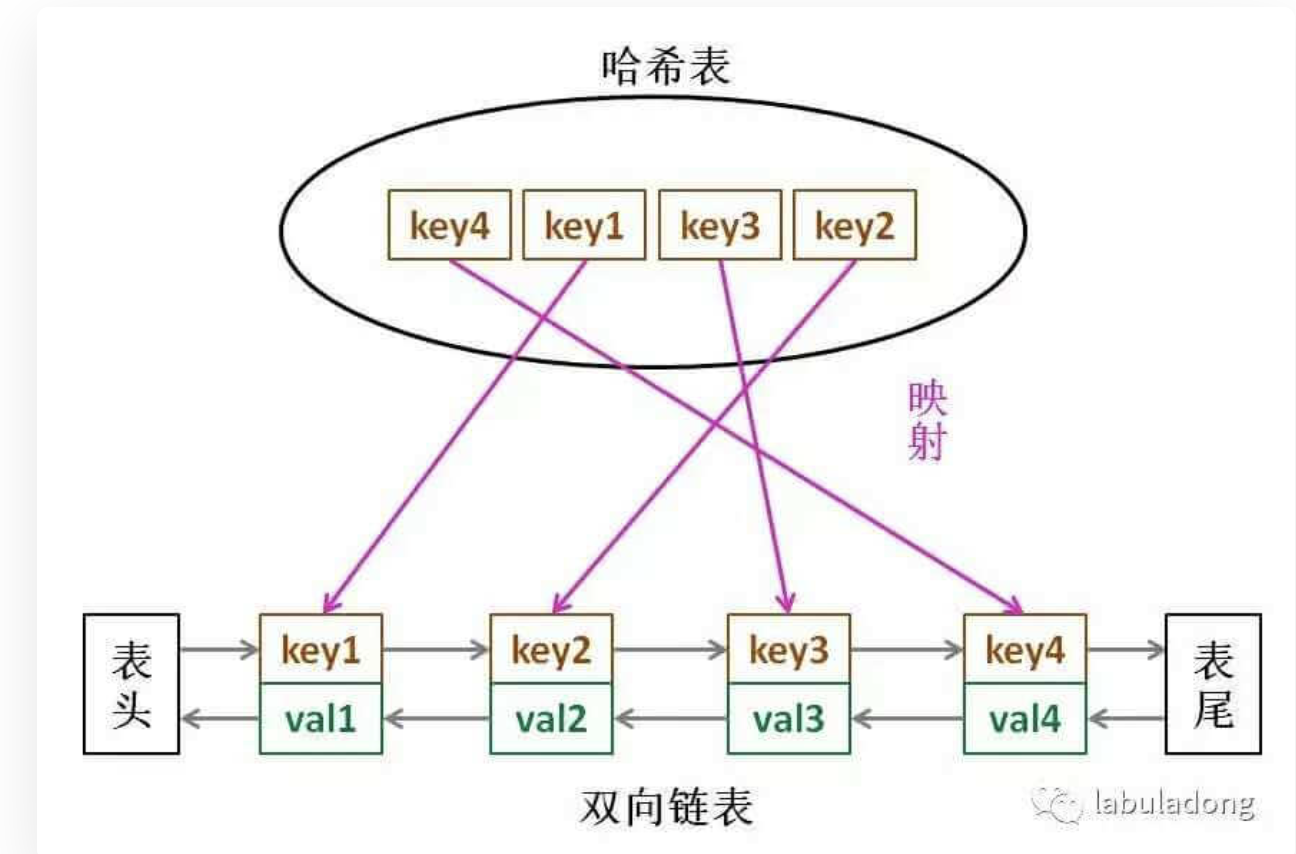 哈希表
key4 key1 key3 key2
映
射
表
头
key1 key2 key3 key4
val1 val2 val3 val4
表
尾
双向链表
labuladong